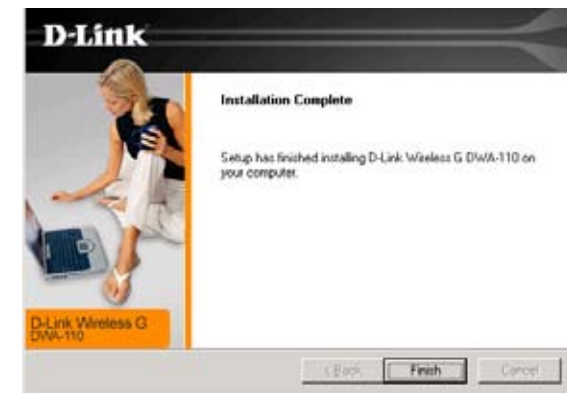 D-Link
Installation Complete
Setup has finished installing D-Link Wireless G DWA-110 on
your computer.
D-Link Wireless G
DWA-110
< Back
Finish
Cancel